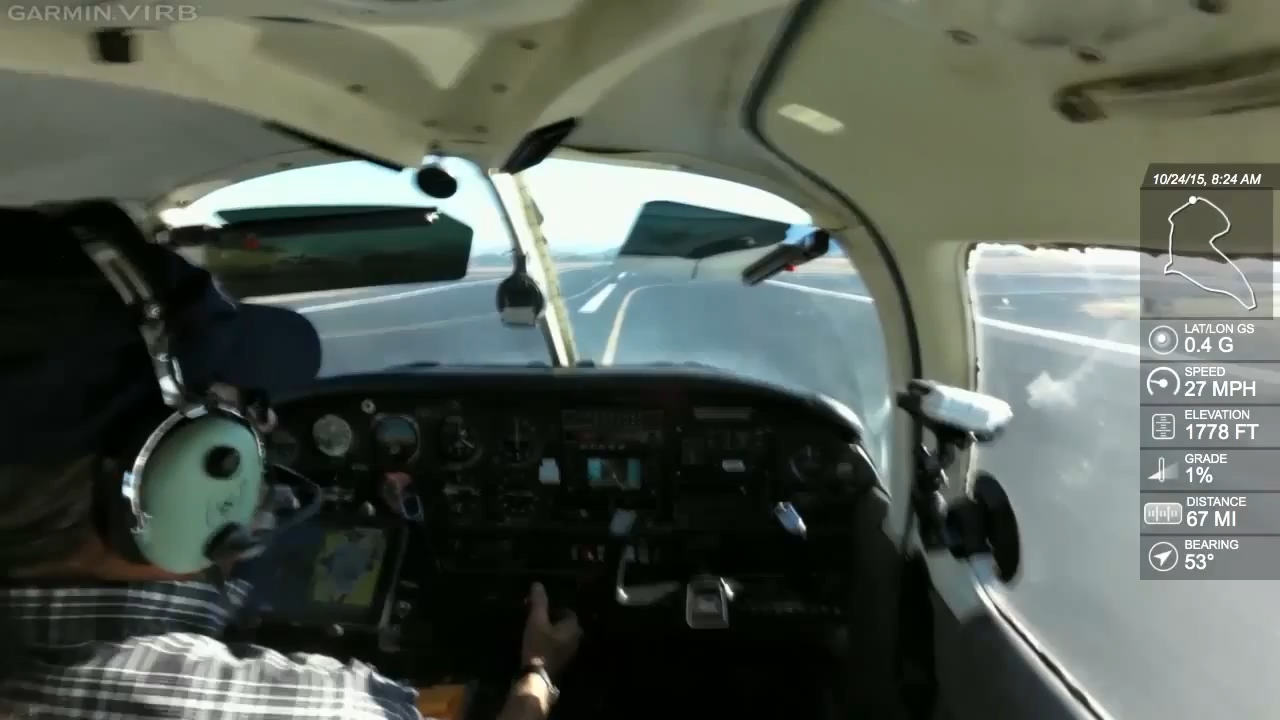 GARMIN.VIRB
10/24/15, 8:24 AM
LAT/LON GS
0.4 G
SPEED
27 MPH
ELEVATION
1778 FT
GRADE
1%
DISTANCE
67 MI
BEARING
53°